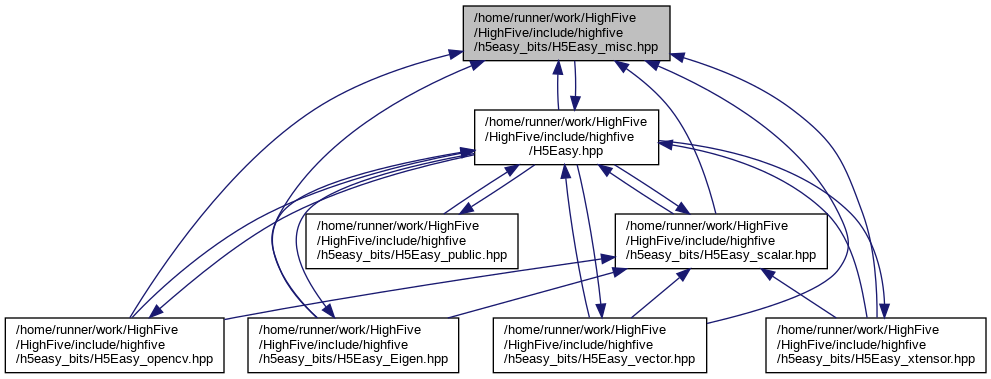 /home/runner/work/HighFive
/HighFive/include/highfive
/h5easy_bits/H5Easy_misc.hpp
/home/runner/work/HighFive
/HighFive/include/highfive
/H5Easy.hpp
/home/runner/work/HighFive
/HighFive/include/highfive
/h5easy_bits/H5Easy_public.hpp
/home/runner/work/HighFive
/HighFive/include/highfive
/h5easy_bits/H5Easy_scalar.hpp
/home/runner/work/HighFive
/HighFive/include/highfive
/h5easy_bits/H5Easy_opencv.hpp
/home/runner/work/HighFive
/HighFive/include/highfive
/h5easy_bits/H5Easy_Eigen.hpp
/home/runner/work/HighFive
/HighFive/include/highfive
/h5easy_bits/H5Easy_vector.hpp
/home/runner/work/HighFive
/HighFive/include/highfive
/h5easy_bits/H5Easy_xtensor.hpp